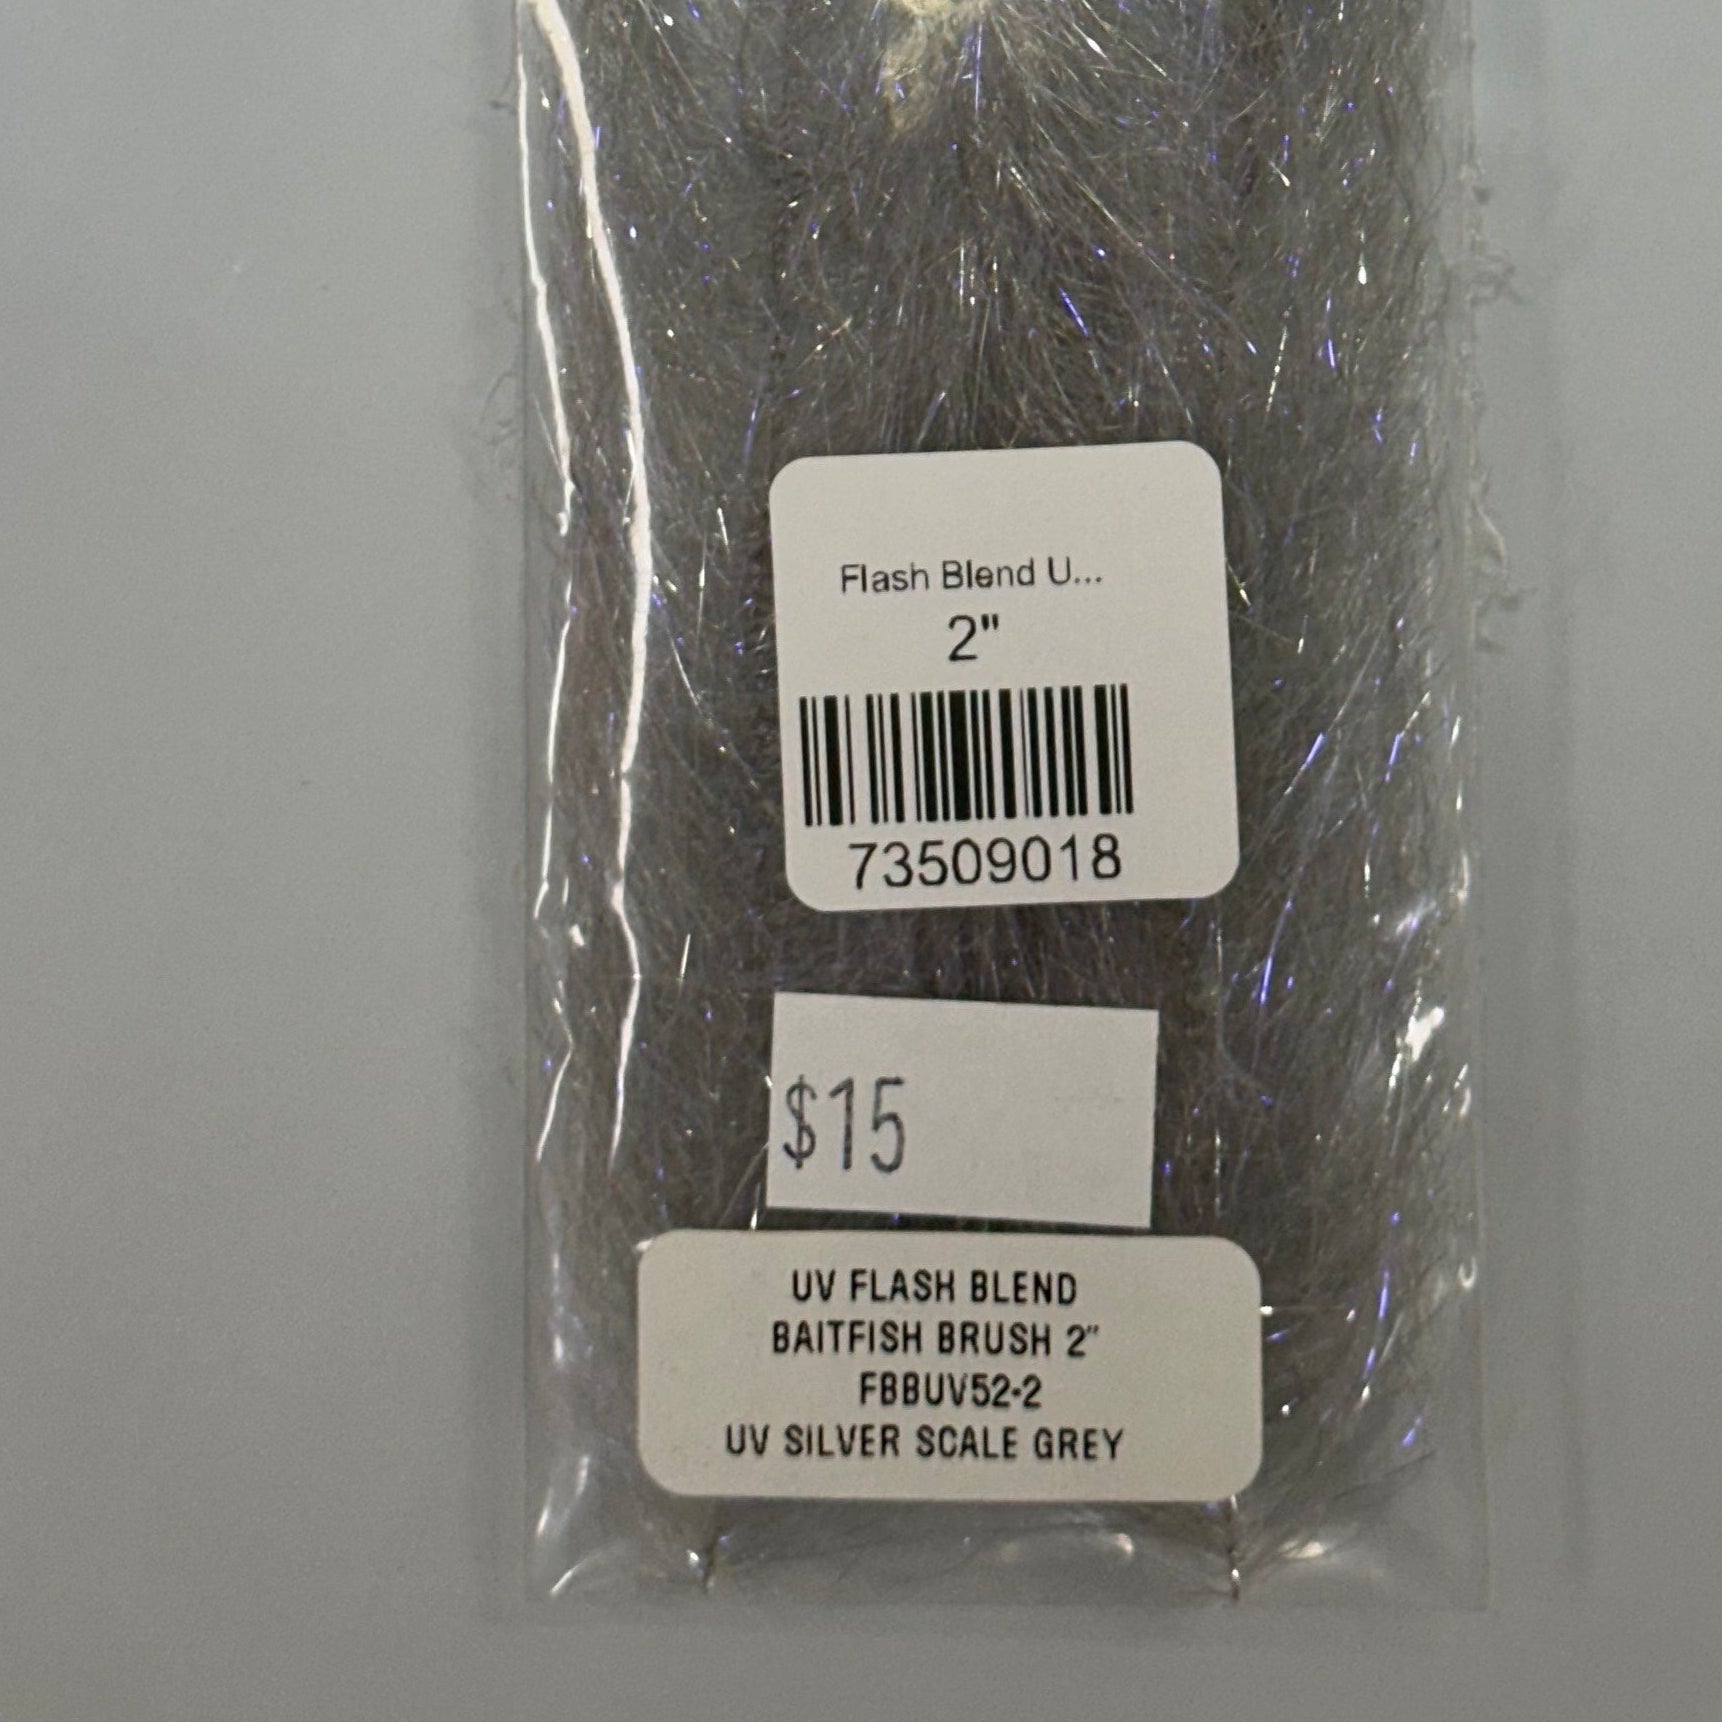 Flash Blend U...
2"
73509018
$15
UV FLASH BLEND
BAITFISH BRUSH 2"
FBBUV52-2
UV SILVER SCALE GREY